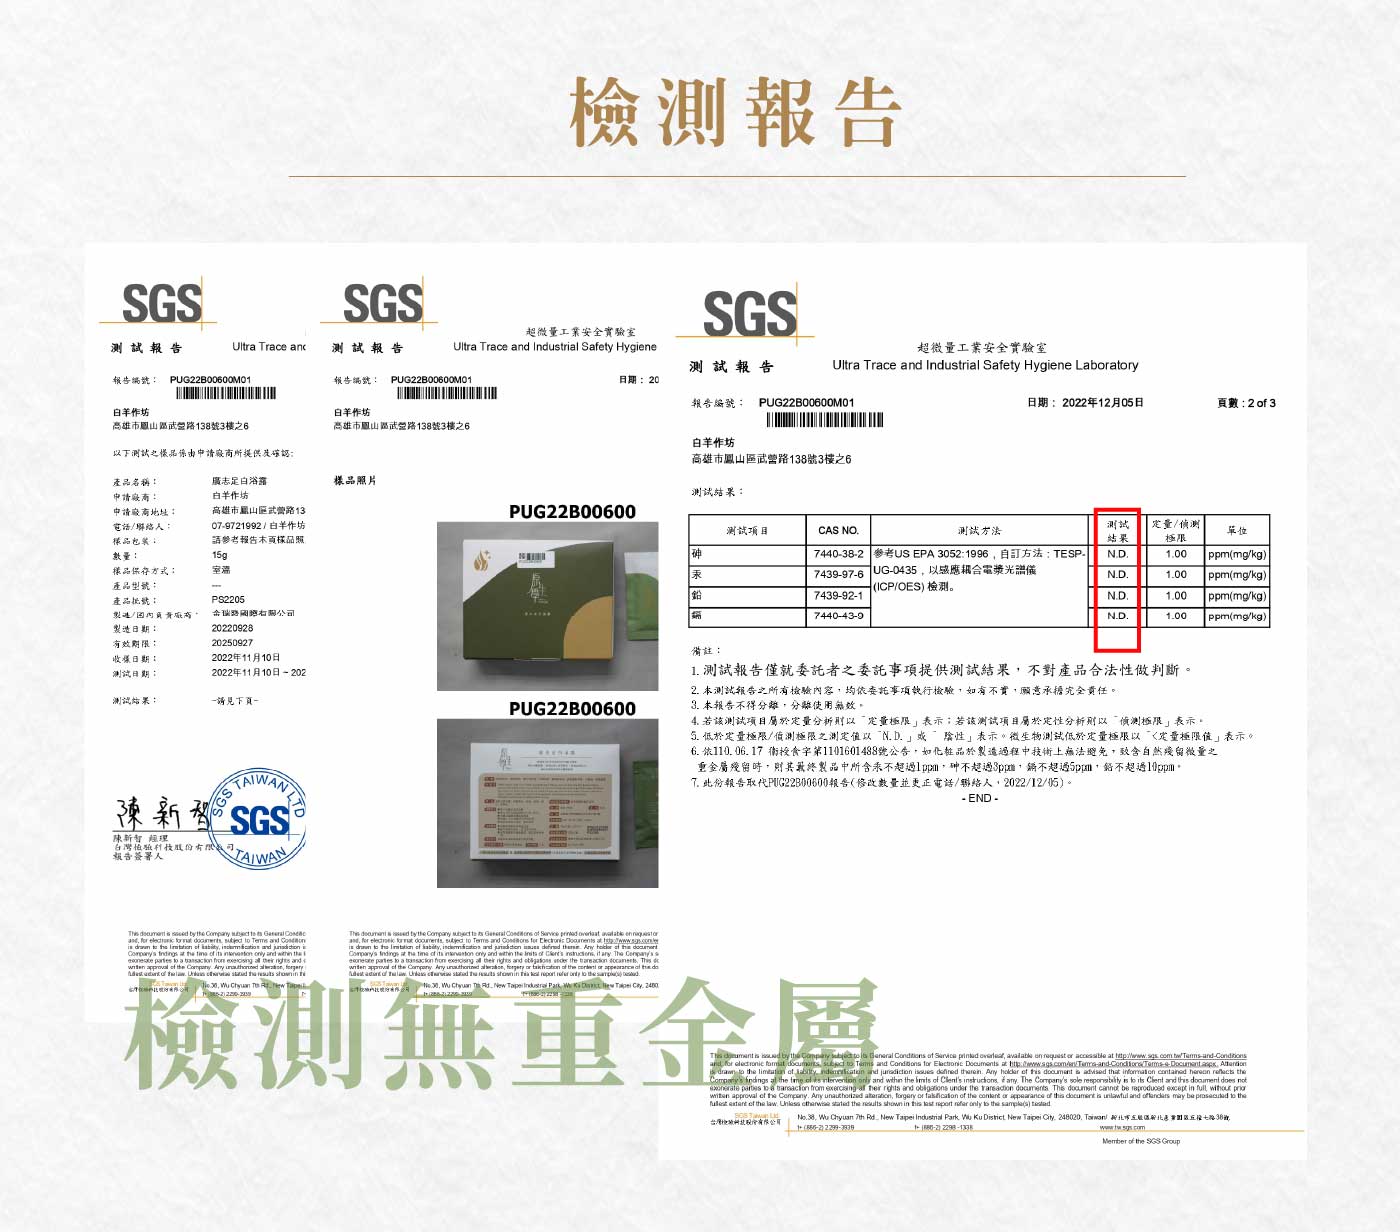 檢測報告
SGS
測 試 報 告
Ultra Trace and
報告編號： PUG22B00600M01
白羊作坊
高雄市鳳山區武營路138號3樓之6
以下測試之樣品係由申請廠商所提供及確認:
產品名稱： 廣志足白浴露
申請廠商： 白羊作坊
申請廠商地址： 高雄市鳳山區武營路13
電話/聯絡人： 07-9721992 / 白羊作坊
樣品包裝： 請參考報告末頁樣品照
數量： 15g
樣品保存方式： 室溫
產品型號： ---
產品批號： PS2205
製造/國內負責廠商： 金瑞發國際有限公司
製造日期： 20220928
有效期限： 20250927
收樣日期： 2022年11月10日
測試日期： 2022年11月10日 ~ 202
測試結果： -請見下頁-
陳新智
SGS TAIWAN LTD
SGS
TAIWAN
陳新智 經理
台灣檢驗科技股份有限公司
報告簽署人
SGS
超微量工業安全實驗室
測 試 報 告
Ultra Trace and Industrial Safety Hygiene
報告編號： PUG22B00600M01
日期： 20
白羊作坊
高雄市鳳山區武營路138號3樓之6
樣品照片
PUG22B00600
PUG22B00600
SGS
超微量工業安全實驗室
測 試 報 告
Ultra Trace and Industrial Safety Hygiene Laboratory
報告編號： PUG22B00600M01
日期： 2022年12月05日
頁數 : 2 of 3
白羊作坊
高雄市鳳山區武營路138號3樓之6
測試結果：
測試項目 CAS NO. 測試方法 測試結果 定量/偵測極限 單位
砷 7440-38-2 參考US EPA 3052:1996，自訂方法：TESP- N.D. 1.00 ppm(mg/kg)
汞 7439-97-6 UG-0435，以感應耦合電漿光譜儀 N.D. 1.00 ppm(mg/kg)
鉛 7439-92-1 (ICP/OES) 檢測。 N.D. 1.00 ppm(mg/kg)
鎘 7440-43-9 N.D. 1.00 ppm(mg/kg)
備註：
1.測試報告僅就委託者之委託事項提供測試結果，不對產品合法性做判斷。
2.本測試報告之所有檢驗內容，均依委託事項執行檢驗，如有不實，願意承擔完全責任。
3.本報告不得分離，分離使用無效。
4.若該測試項目屬於定量分析則以「定量極限」表示；若該測試項目屬於定性分析則以「偵測極限」表示。
5.低於定量極限/偵測極限之測定值以「N.D.」或「 陰性」表示。微生物測試低於定量極限以「<定量極限值」表示。
6.依110.06.17 衛授食字第1101601488號公告，如化粧品於製造過程中技術上無法避免，致含自然殘留微量之
重金屬殘留時，則其最終製品中所含汞不超過1ppm，砷不超過3ppm，鎘不超過5ppm，鉛不超過10ppm。
7.此份報告取代PUG22B00600報告(修改數量並更正電話/聯絡人，2022/12/05)。
- END -
This document is issued by the Company subject to its General Conditions of Service printed overleaf, available on request or accessible at http://www.sgs.com.tw/Terms-and-Conditions
and, for electronic format documents, subject to Terms and Conditions for Electronic Documents at http://www.sgs.com/en/Terms-and-Conditions/Terms-e-Document.aspx. Attention
is drawn to the limitation of liability, indemnification and jurisdiction issues defined therein. Any holder of this document is advised that information contained hereon reflects the
Company's findings at the time of its intervention only and within the limits of Client's instructions, if any. The Company's sole responsibility is to its Client and this document does not
exonerate parties to a transaction from exercising all their rights and obligations under the transaction documents. This document cannot be reproduced except in full, without prior
written approval of the Company. Any unauthorized alteration, forgery or falsification of the content or appearance of this document is unlawful and offenders may be prosecuted to the
fullest extent of the law. Unless otherwise stated the results shown in this test report refer only to the sample(s) tested.
SGS Taiwan Ltd.
台灣檢驗科技股份有限公司
No.38, Wu Chyuan 7th Rd., New Taipei Industrial Park, Wu Ku District, New Taipei City, 248020, Taiwan/ 新北市五股區新北產業園區五權七路38號
t+ (886-2) 2299-3939 f+ (886-2) 2298 -1338 www.tw.sgs.com
Member of the SGS Group
檢測無重金屬